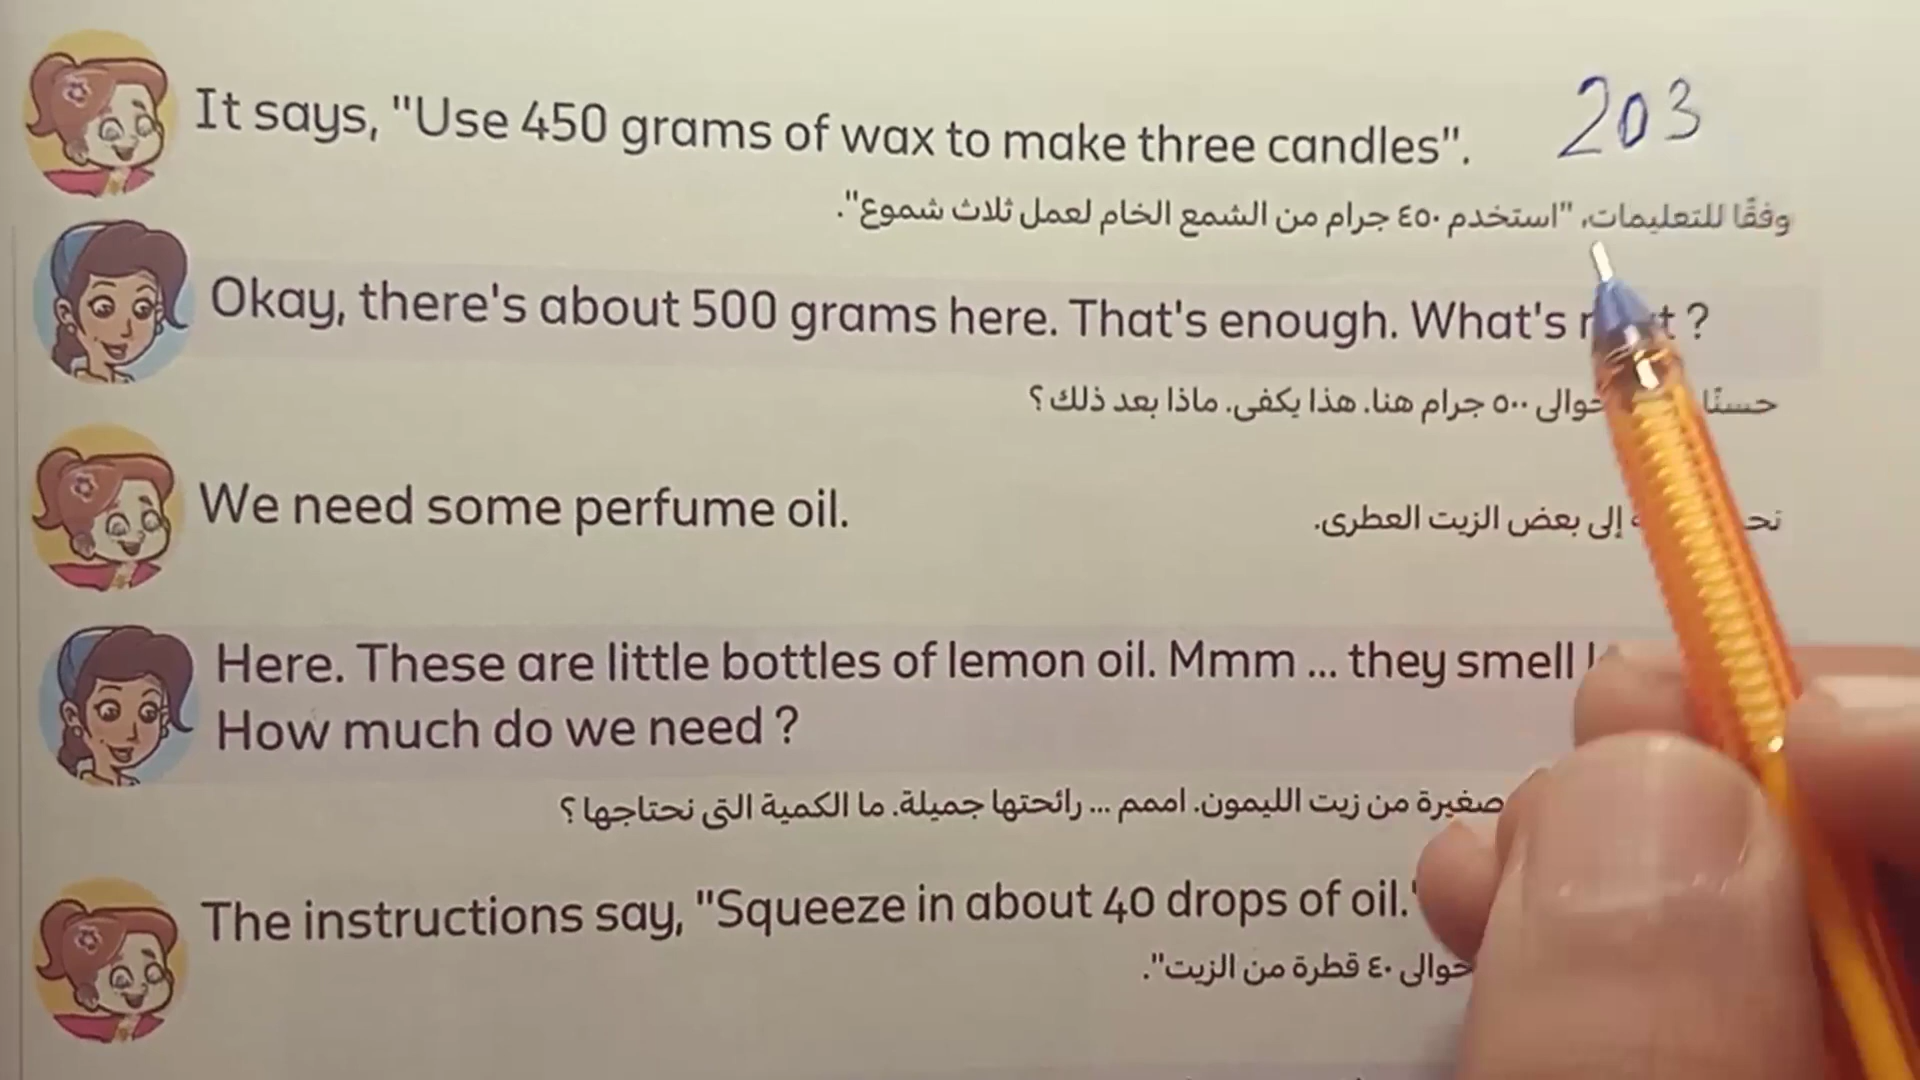 It says, "Use 450 grams of wax to make three candles".
203
وفقًا للتعليمات، "استخدم ٤٥٠ جرام من الشمع الخام لعمل ثلاث شموع".
Okay, there's about 500 grams here. That's enough. What's ?
حسنًا حوالى ٥٠٠ جرام هنا. هذا يكفى. ماذا بعد ذلك؟
We need some perfume oil.
إلى بعض الزيت العطرى.
Here. These are little bottles of lemon oil. Mmm ... they smell
How much do we need ?
صغيرة من زيت الليمون. اممم ... رائحتها جميلة. ما الكمية التى نحتاجها؟
The instructions say, "Squeeze in about 40 drops of oil."
حوالى ٤٠ قطرة من الزيت".